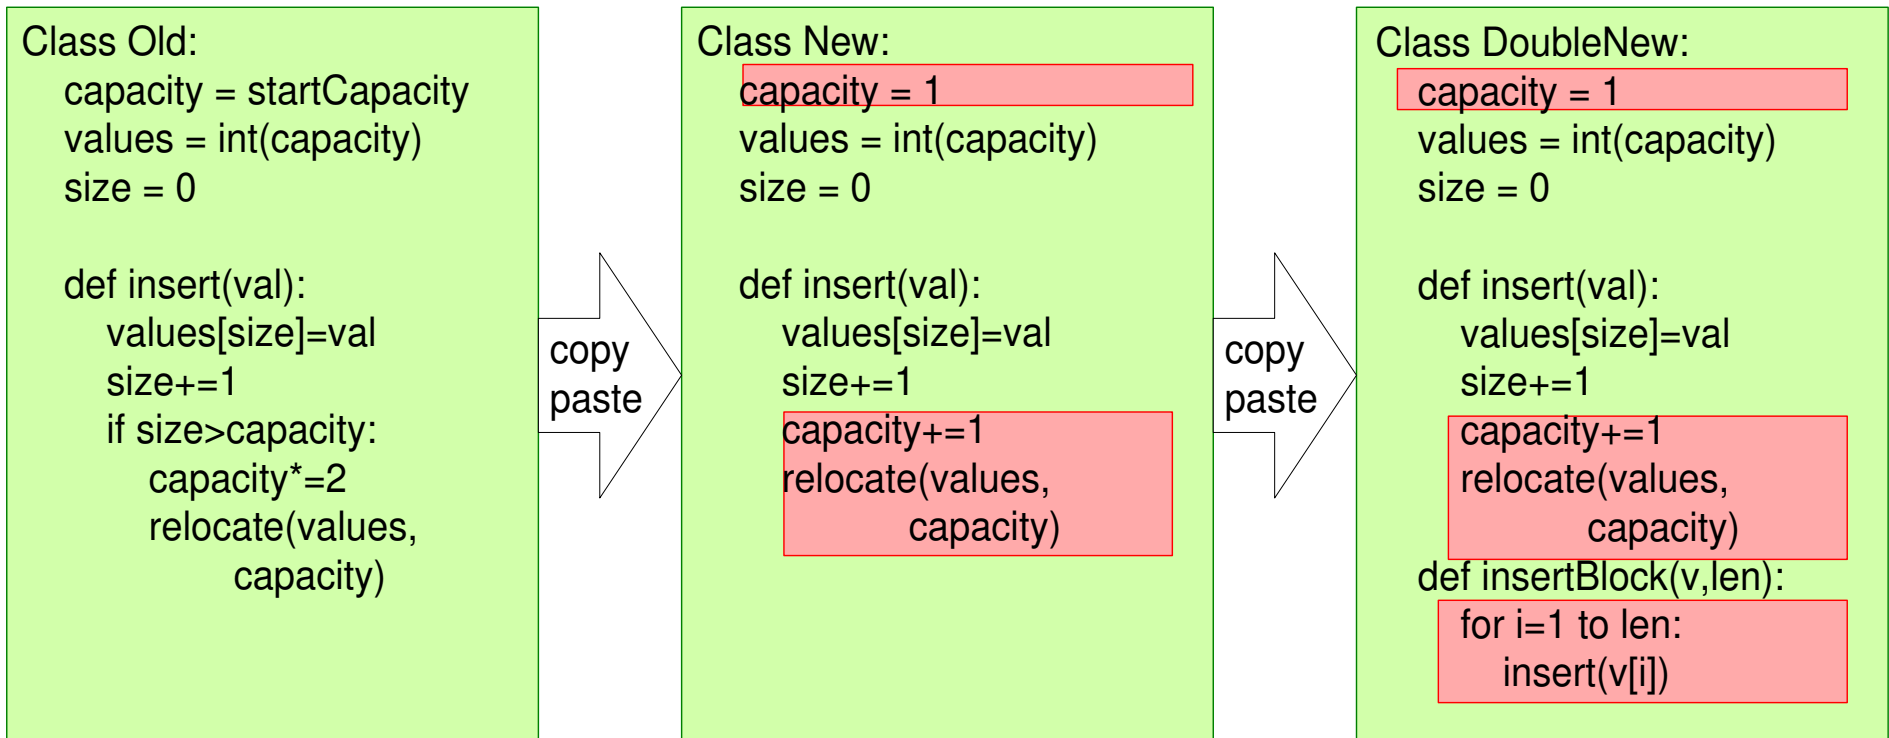 Class Old:
capacity = startCapacity
values = int(capacity)
size = 0
def insert(val):
values[size]=val
size+=1
if size>capacity:
capacity*=2
relocate(values,
capacity)
copy
paste
Class New:
capacity = 1
values = int(capacity)
size = 0
def insert(val):
values[size]=val
size+=1
capacity+=1
relocate(values,
capacity)
copy
paste
Class DoubleNew:
capacity = 1
values = int(capacity)
size = 0
def insert(val):
values[size]=val
size+=1
capacity+=1
relocate(values,
capacity)
def insertBlock(v,len):
for i=1 to len:
insert(v[i])